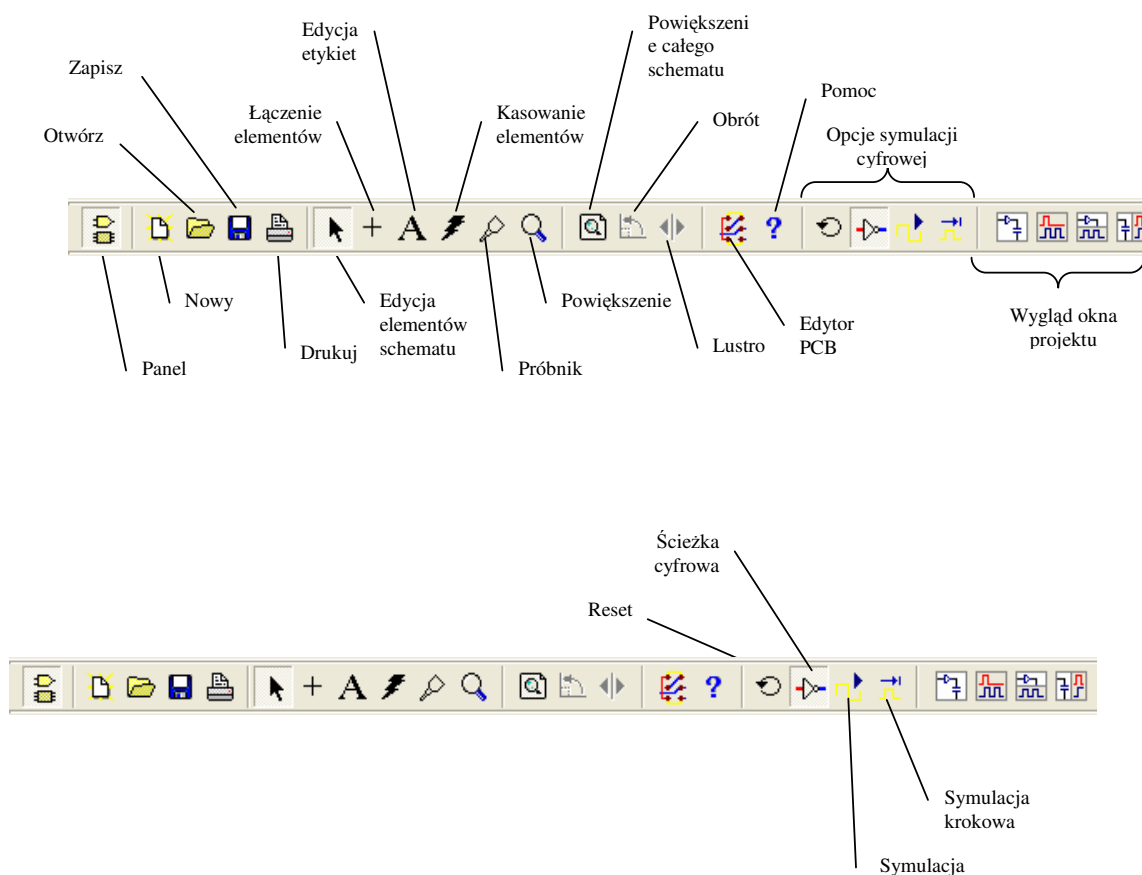 Edycja
etykiet
Powiększeni
e całego
schematu
Zapisz
Pomoc
Łączenie
elementów
Kasowanie
elementów
Obrót
Otwórz
Opcje symulacji
cyfrowej
A
?
Nowy
Edycja
elementów
schematu
Powiększenie
Edytor
PCB
Wygląd okna
projektu
Drukuj
Lustro
Panel
Próbnik
Ścieżka
cyfrowa
Reset
A
?
Symulacja
krokowa
Symulacja